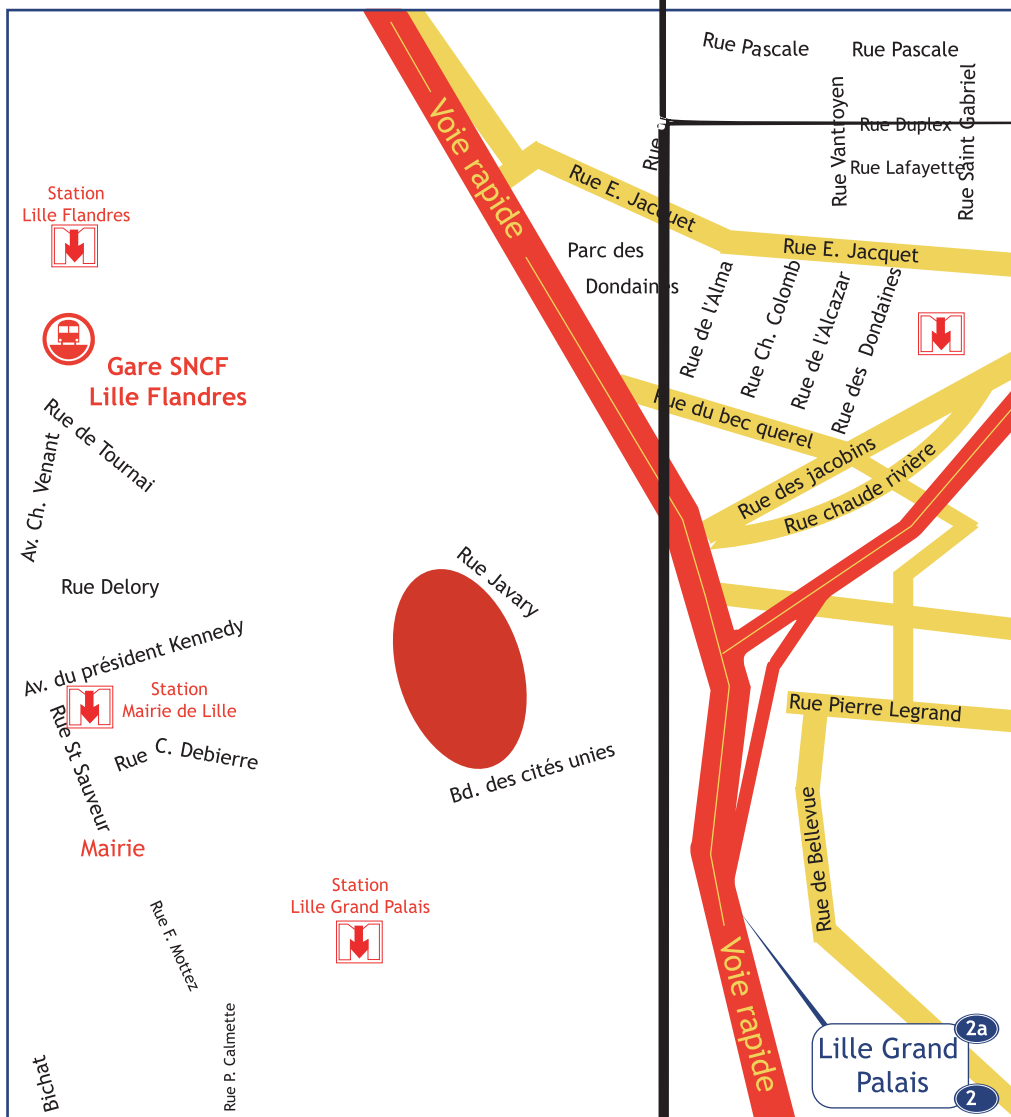 Rue Pascale
Rue Pascale
Rue Vantroyen
Rue Saint Gabriel
Rue Duplex
Rue Lafayette
Rue
Voie rapide
Rue E. Jacquet
Rue E. Jacquet
Station
Lille Flandres
Parc des
Dondaines
Rue de l'Alma
Rue Ch. Colomb
Rue de l'Alcazar
Rue des Dondaines
Gare SNCF
Lille Flandres
Rue du bec querel
Rue de Tournai
Av. Ch. Venant
Rue des jacobins
Rue chaude rivière
Rue Javary
Rue Delory
Av. du président Kennedy
Station
Mairie de Lille
Rue St Sauveur
Rue C. Debierre
Rue Pierre Legrand
Bd. des cités unies
Rue de Bellevue
Mairie
Station
Lille Grand Palais
Rue F. Mottez
Voie rapide
Rue P. Calmette
Bichat
2a
Lille Grand
Palais
2